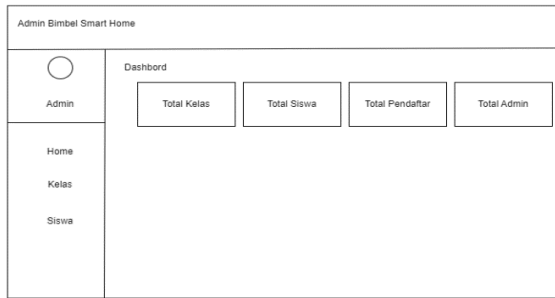 Admin Bimbel Smart Home
Dashbord
Admin
Total Kelas
Total Siswa
Total Pendaftar
Total Admin
Home
Kelas
Siswa